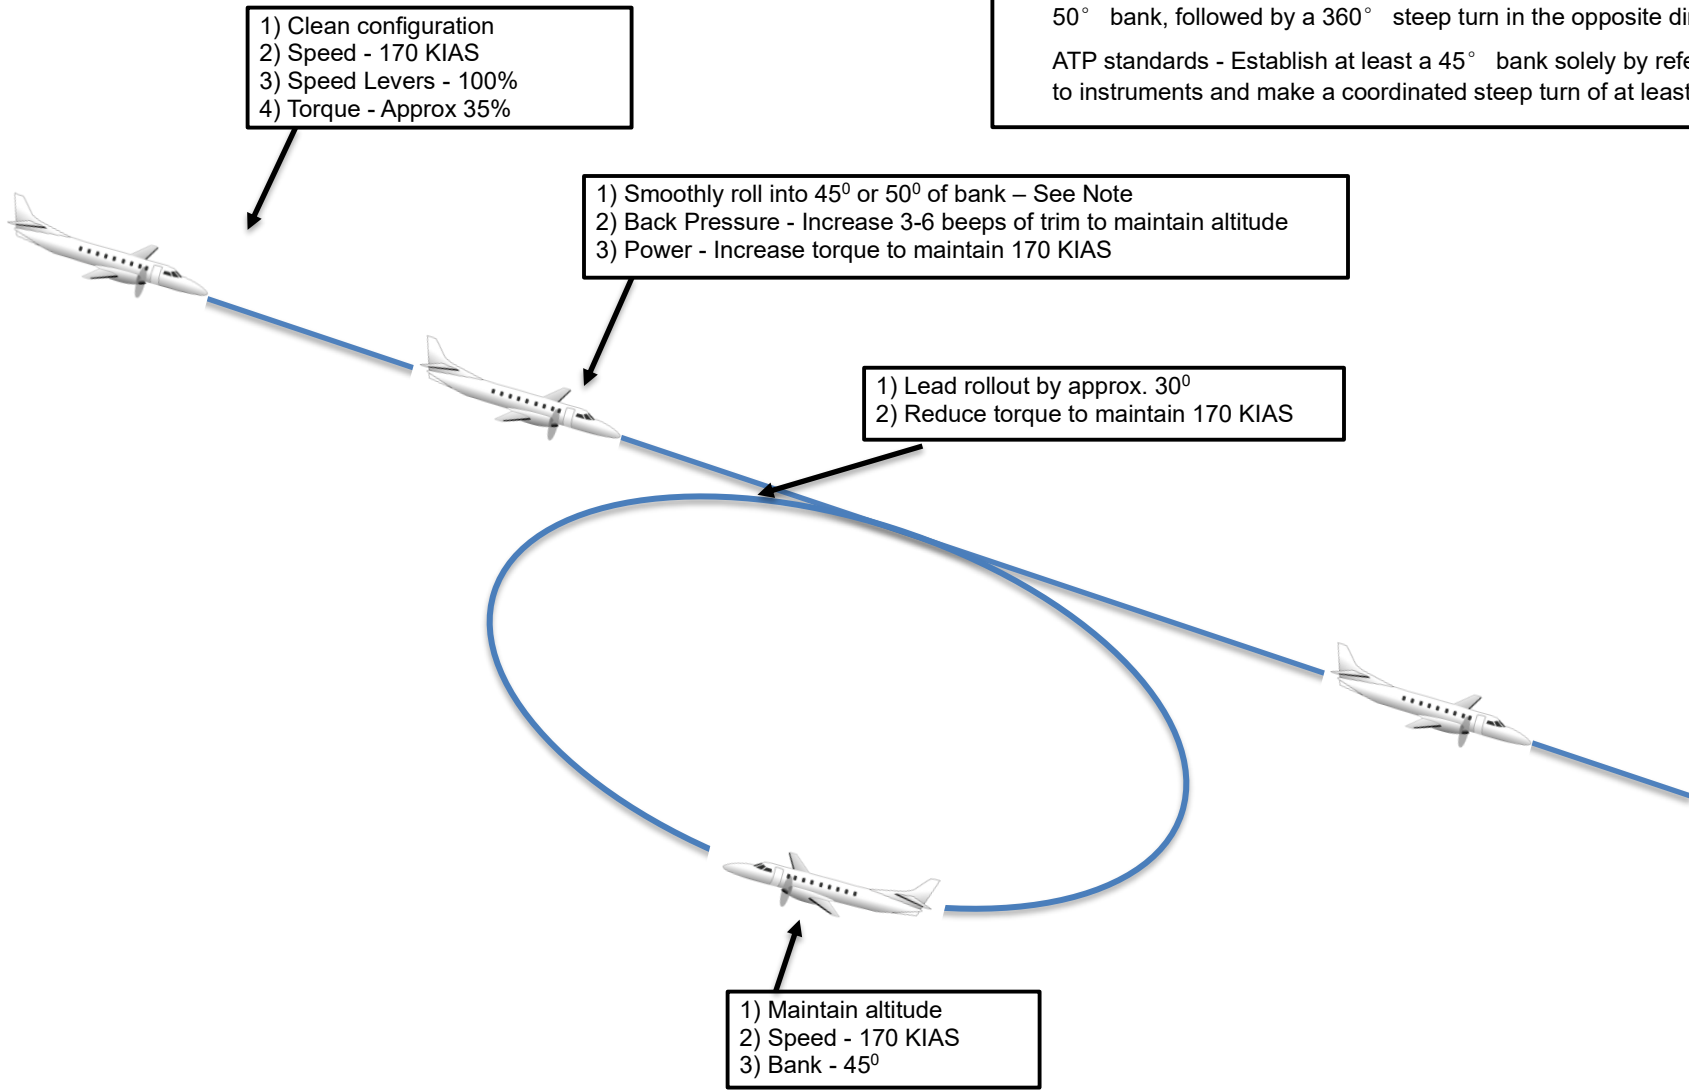 50° bank, followed by a 360° steep turn in the opposite di
ATP standards - Establish at least a 45° bank solely by refe
to instruments and make a coordinated steep turn of at least
1) Clean configuration
2) Speed - 170 KIAS
3) Speed Levers - 100%
4) Torque - Approx 35%
1) Smoothly roll into 45⁰ or 50⁰ of bank – See Note
2) Back Pressure - Increase 3-6 beeps of trim to maintain altitude
3) Power - Increase torque to maintain 170 KIAS
1) Lead rollout by approx. 30⁰
2) Reduce torque to maintain 170 KIAS
1) Maintain altitude
2) Speed - 170 KIAS
3) Bank - 45⁰